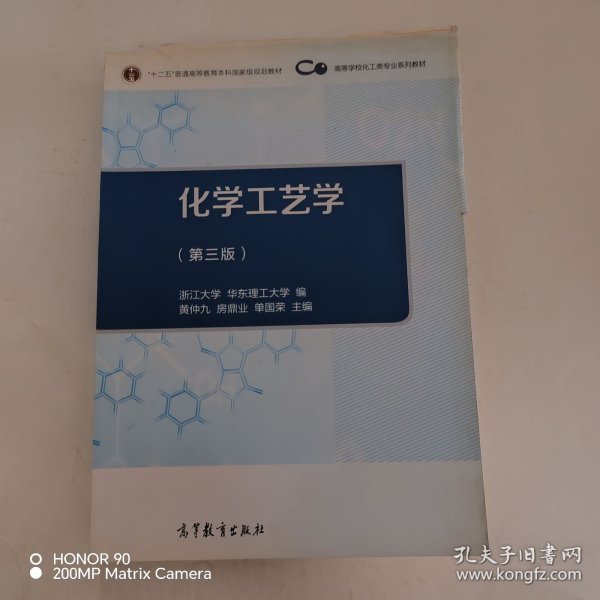 "十二五"普通高等教育本科国家级规划教材
高等学校化工类专业系列教材
化学工艺学
（第三版）
浙江大学 华东理工大学 编
黄仲九 房鼎业 单国荣 主编
高等教育出版社
HONOR 90
200MP Matrix Camera
孔夫子旧书网
www.kongfz.com